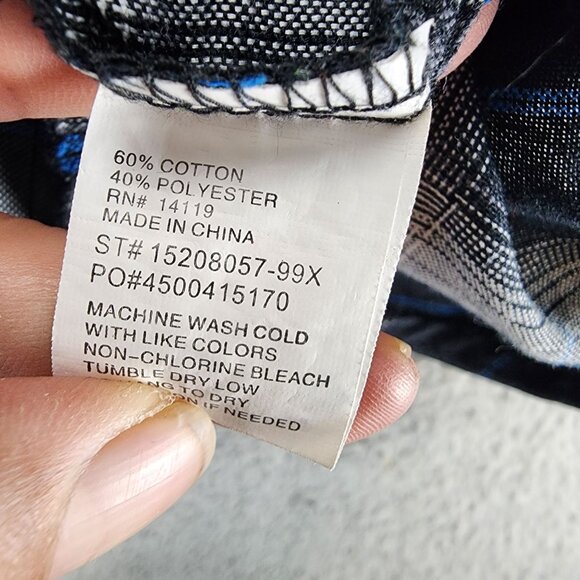 60% COTTON
40% POLYESTER
RN# 14119
MADE IN CHINA
ST# 15208057-99X
PO#4500415170
MACHINE WASH COLD
WITH LIKE COLORS
NON-CHLORINE BLEACH
TUMBLE DRY LOW
TO DRY
IF NEEDED